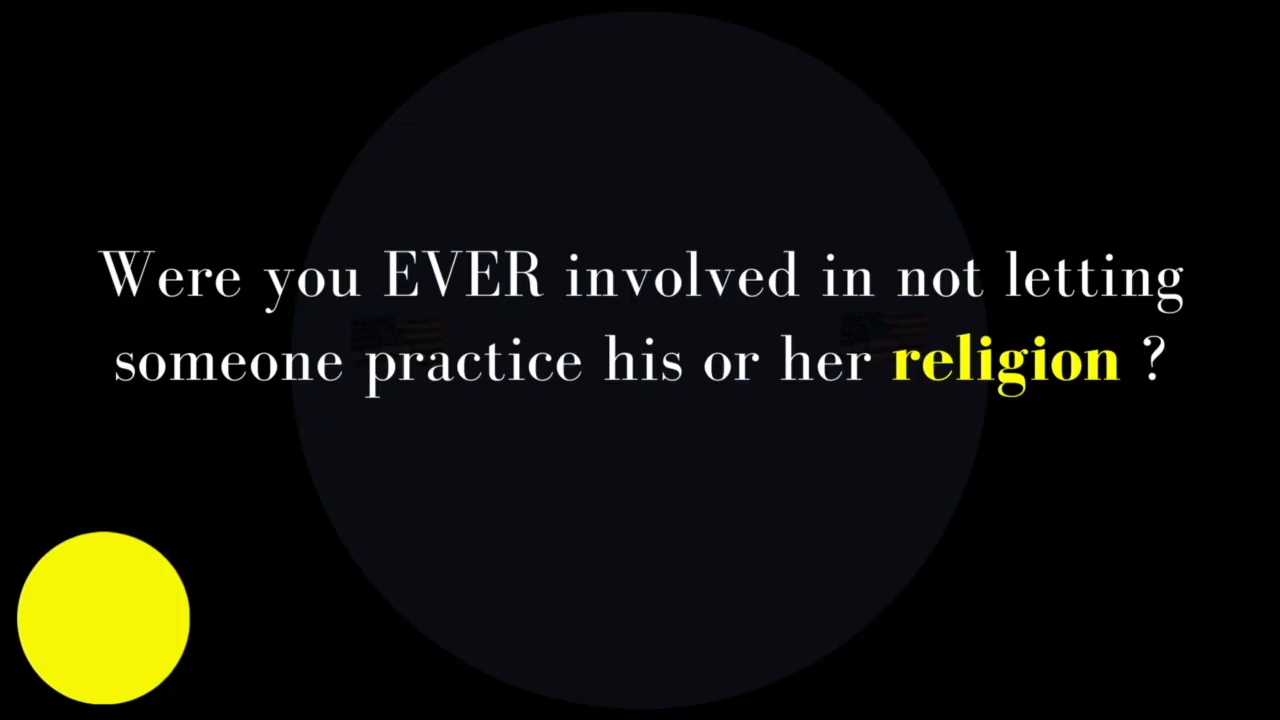 Were you EVER involved in not letting
someone practice his or her religion ?